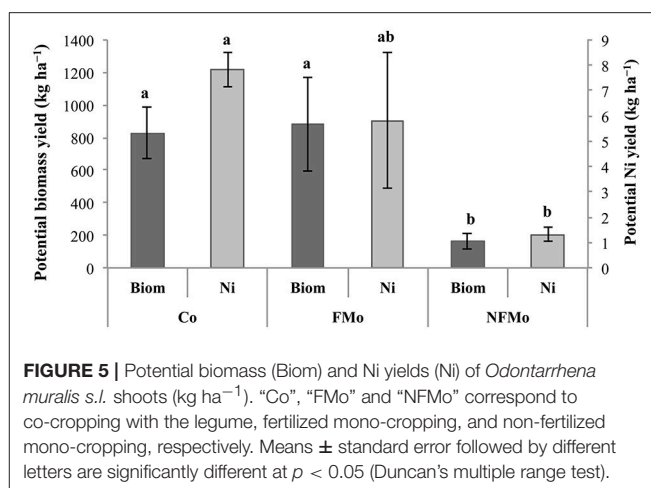 Potential biomass yield (kg ha⁻¹)
1400
1200
1000
800
600
400
200
0
a
a
a
ab
b
b
9
8
7
6
5
4
3
2
1
0
Potential Ni yield (kg ha⁻¹)
Biom Ni Biom Ni Biom Ni
Co FMo NFMo
FIGURE 5 | Potential biomass (Biom) and Ni yields (Ni) of Odontarrhena
muralis s.l. shoots (kg ha⁻¹). “Co”, “FMo” and “NFMo” correspond to
co-cropping with the legume, fertilized mono-cropping, and non-fertilized
mono-cropping, respectively. Means ± standard error followed by different
letters are significantly different at p < 0.05 (Duncan's multiple range test).